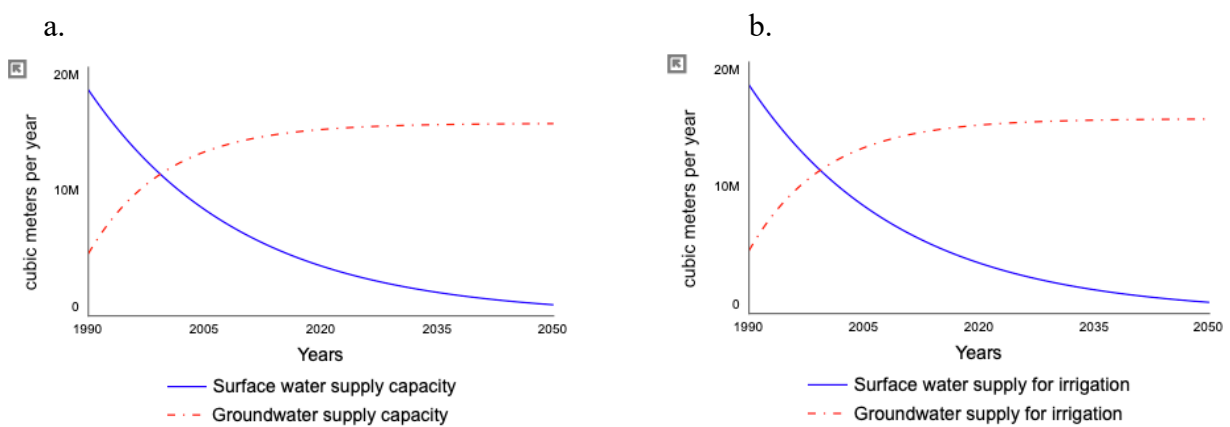 a.
20M
10M
0
cubic meters per year
1990 2005 2020 2035 2050
Years
Surface water supply capacity
Groundwater supply capacity
b.
20M
10M
0
cubic meters per year
1990 2005 2020 2035 2050
Years
Surface water supply for irrigation
Groundwater supply for irrigation